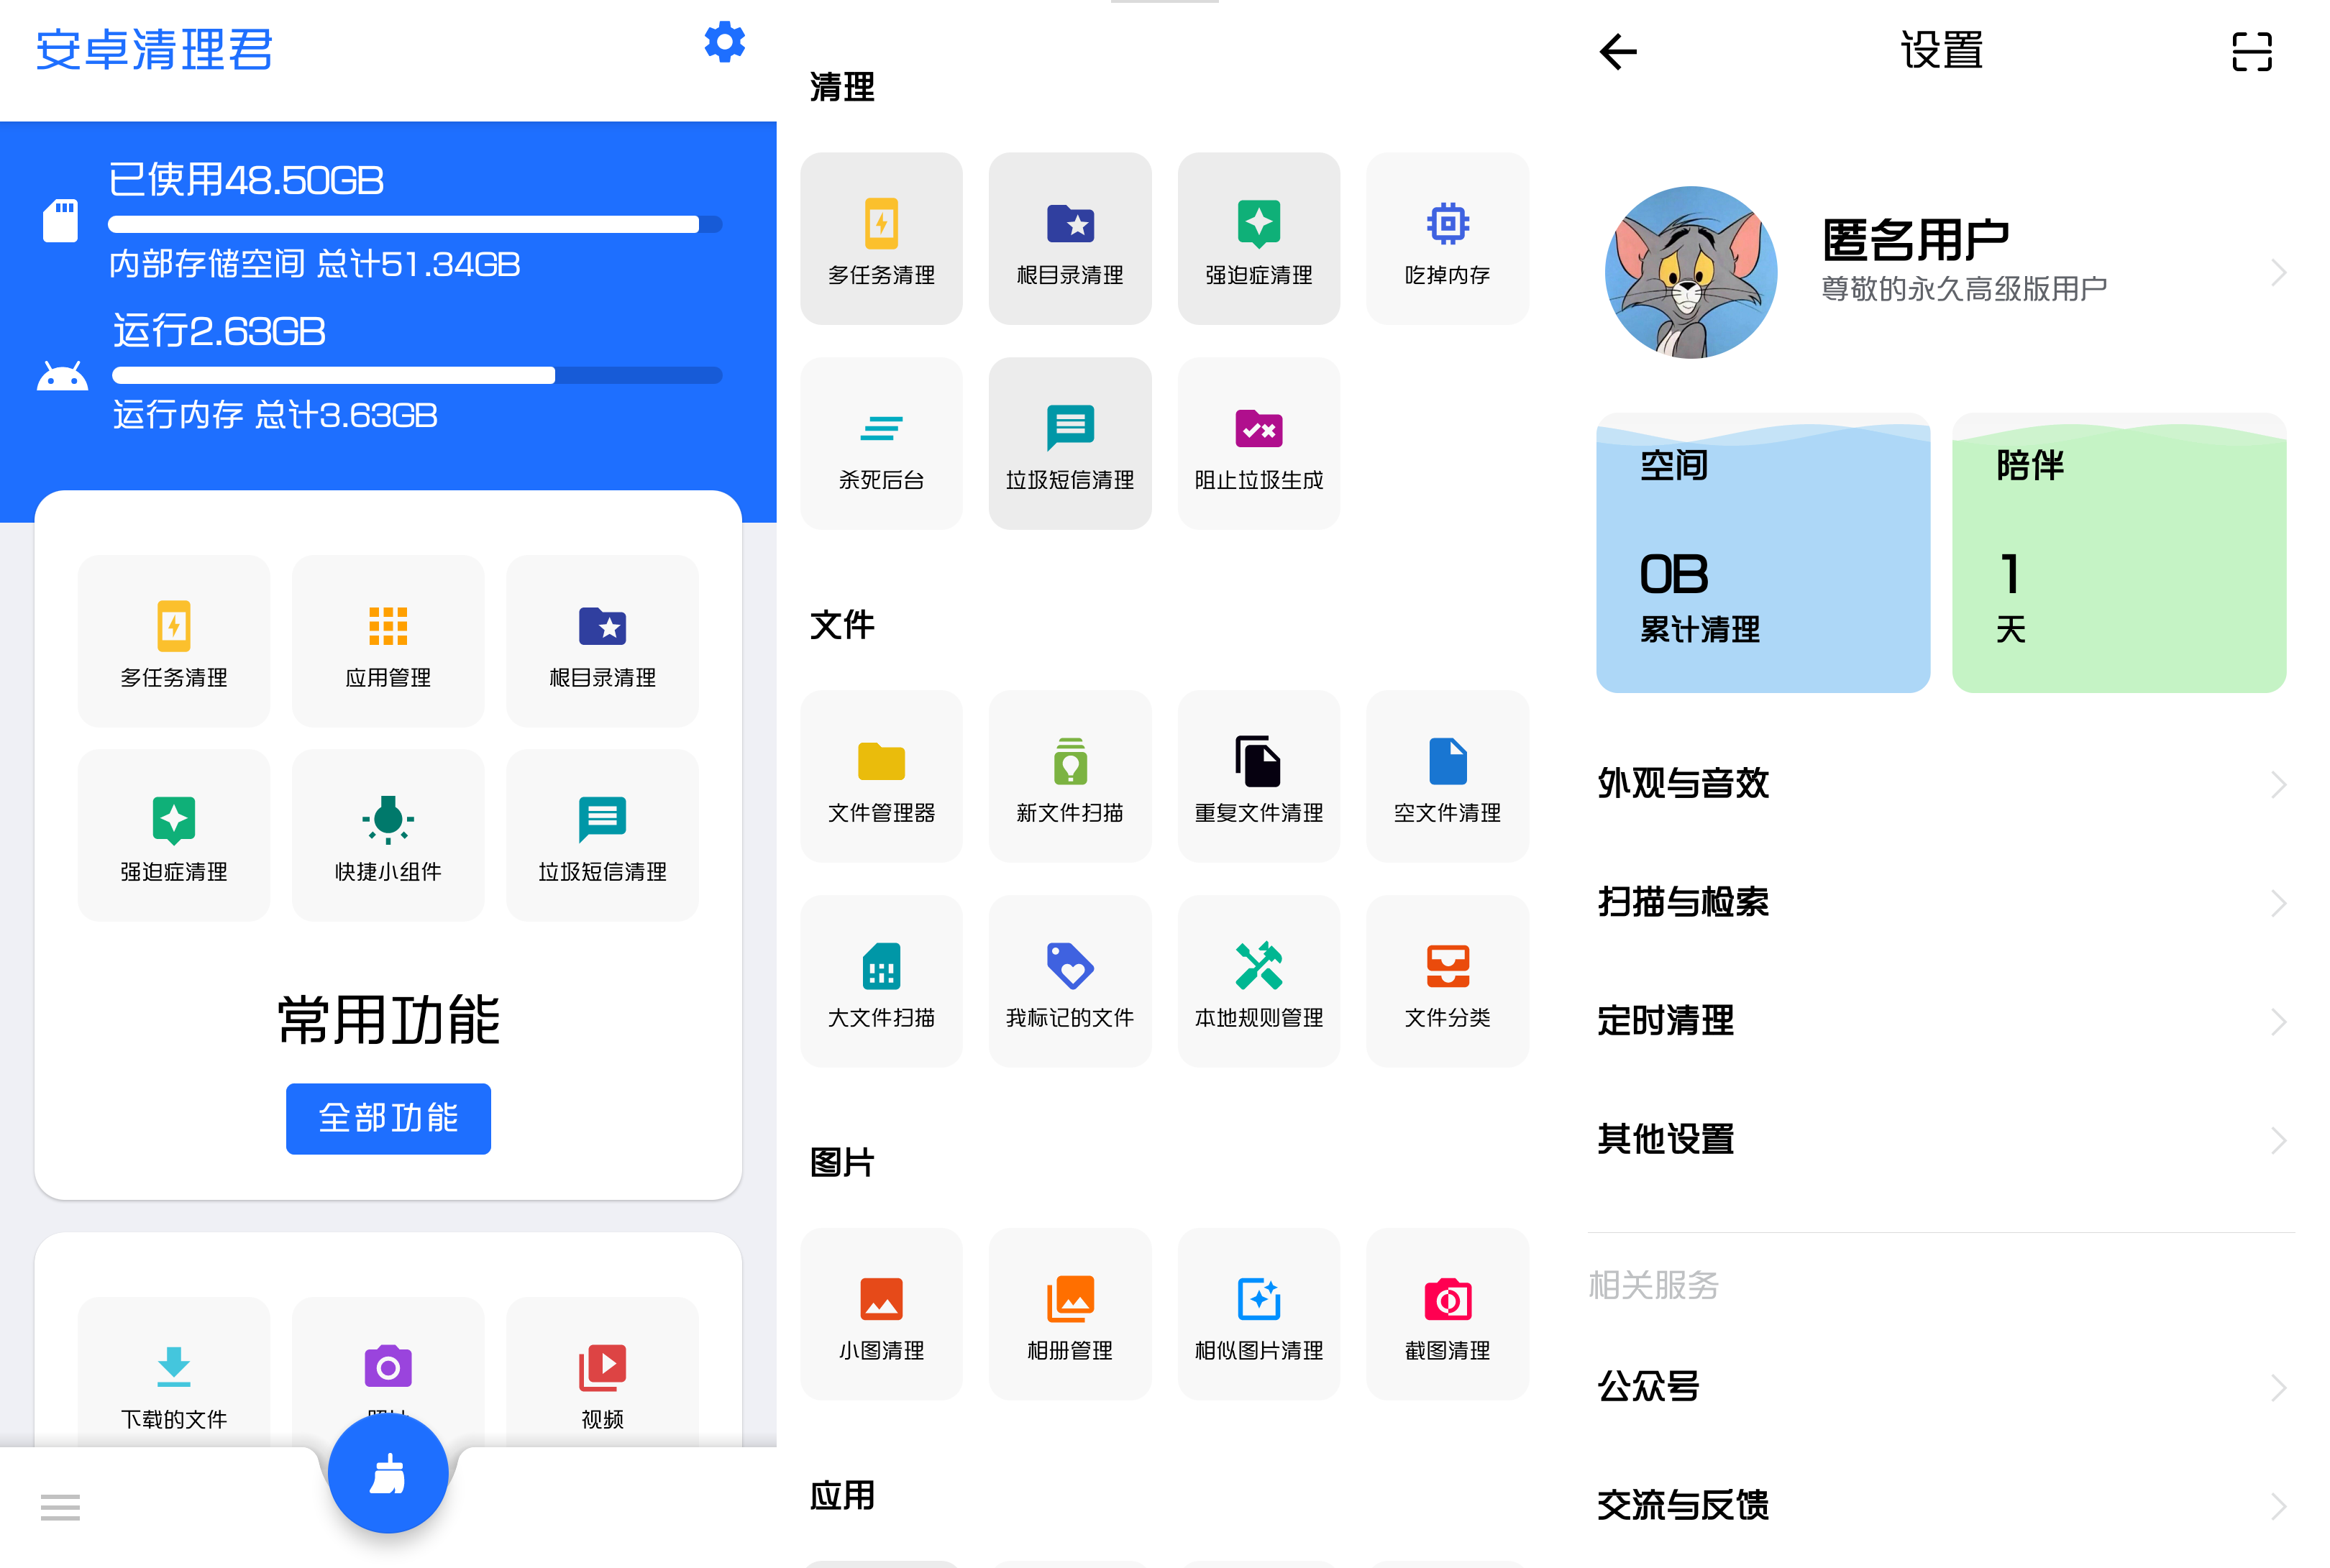 安卓清理君
已使用48.50GB
内部存储空间 总计51.34GB
运行2.63GB
运行内存 总计3.63GB
多任务清理
应用管理
根目录清理
强迫症清理
快捷小组件
垃圾短信清理
常用功能
全部功能
下载的文件
视频
清理
多任务清理
根目录清理
强迫症清理
吃掉内存
杀死后台
垃圾短信清理
阻止垃圾生成
文件
文件管理器
新文件扫描
重复文件清理
空文件清理
大文件扫描
我标记的文件
本地规则管理
文件分类
图片
小图清理
相册管理
相似图片清理
截图清理
应用
设置
匿名用户
尊敬的永久高级版用户
空间
0B
累计清理
陪伴
1
天
外观与音效
扫描与检索
定时清理
其他设置
相关服务
公众号
交流与反馈